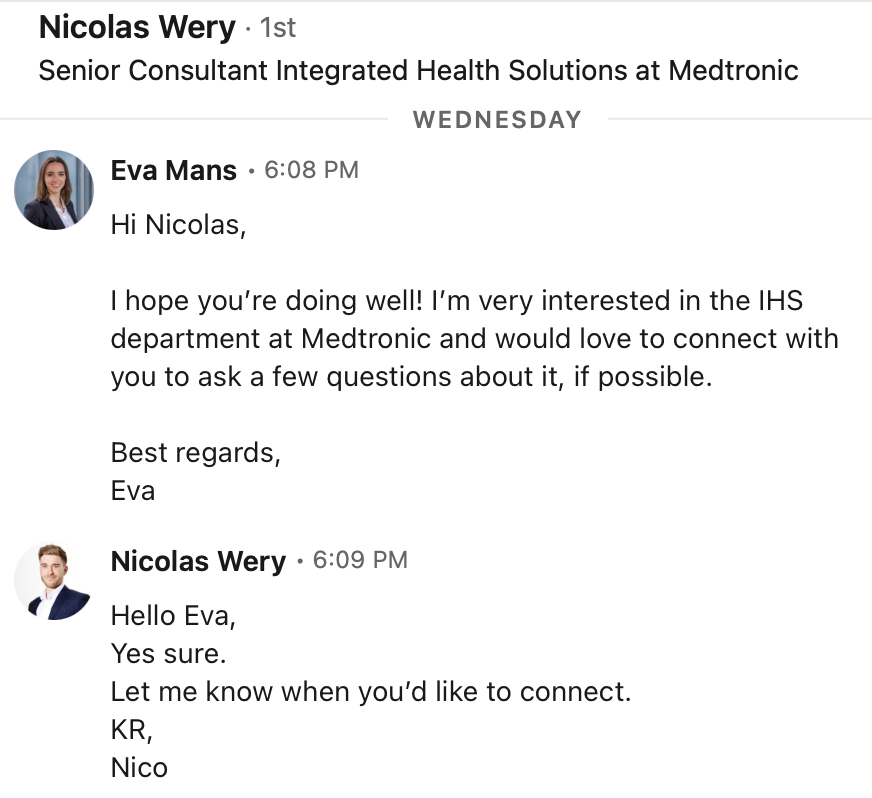 Nicolas Wery · 1st
Senior Consultant Integrated Health Solutions at Medtronic
WEDNESDAY
Eva Mans • 6:08 PM
Hi Nicolas,
I hope you’re doing well! I’m very interested in the IHS
department at Medtronic and would love to connect with
you to ask a few questions about it, if possible.
Best regards,
Eva
Nicolas Wery • 6:09 PM
Hello Eva,
Yes sure.
Let me know when you’d like to connect.
KR,
Nico